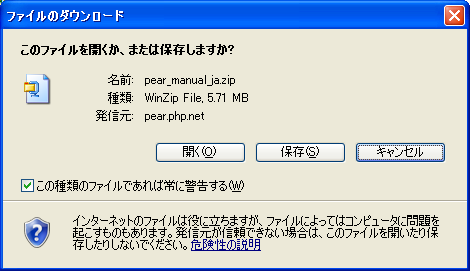 ファイルのダウンロード
このファイルを開くか、または保存しますか?
名前: pear_manual_ja.zip
種類: WinZip File, 5.71 MB
発信元: pear.php.net
開く(O) 保存(S) キャンセル
この種類のファイルであれば常に警告する(W)
インターネットのファイルは役に立ちますが、ファイルによってはコンピュータに問題を
起こすものもあります。発信元が信頼できない場合は、このファイルを開いたり保
存したりしないでください。危険性の説明